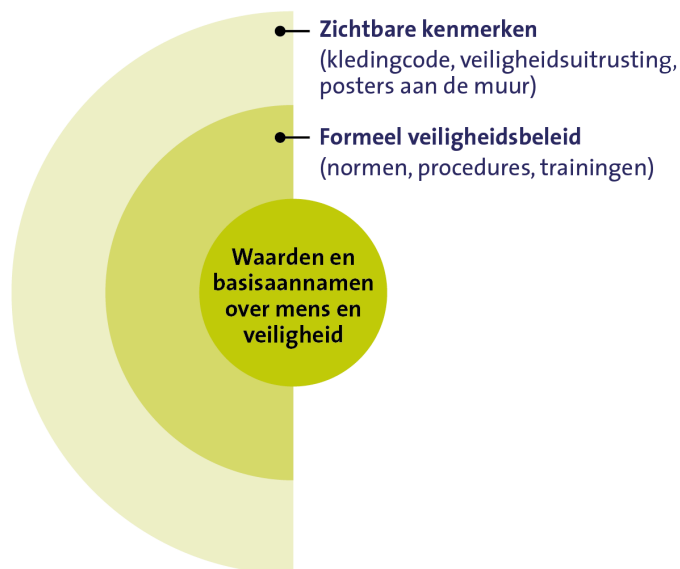 Zichtbare kenmerken
(kledingcode, veiligheidsuitrusting,
posters aan de muur)
Formeel veiligheidsbeleid
(normen, procedures, trainingen)
Waarden en
basisaannamen
over mens en
veiligheid